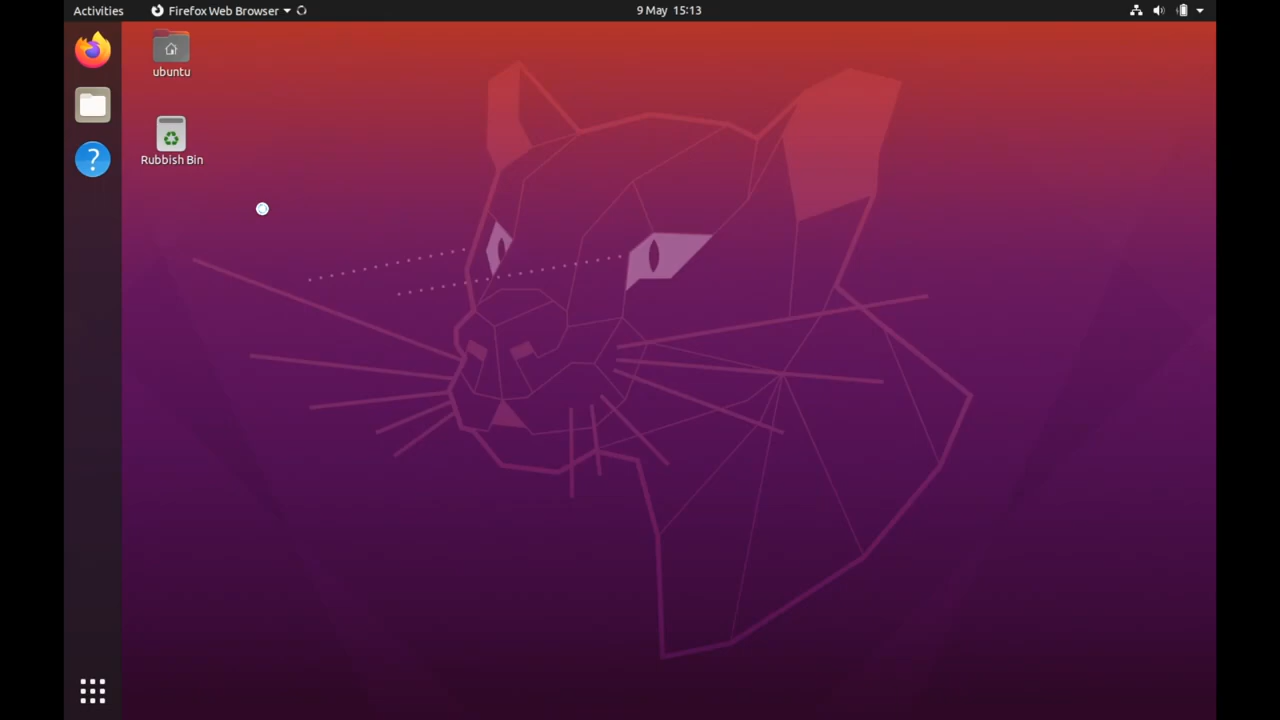 Activities
Firefox Web Browser
9 May 15:13
ubuntu
Rubbish Bin
?